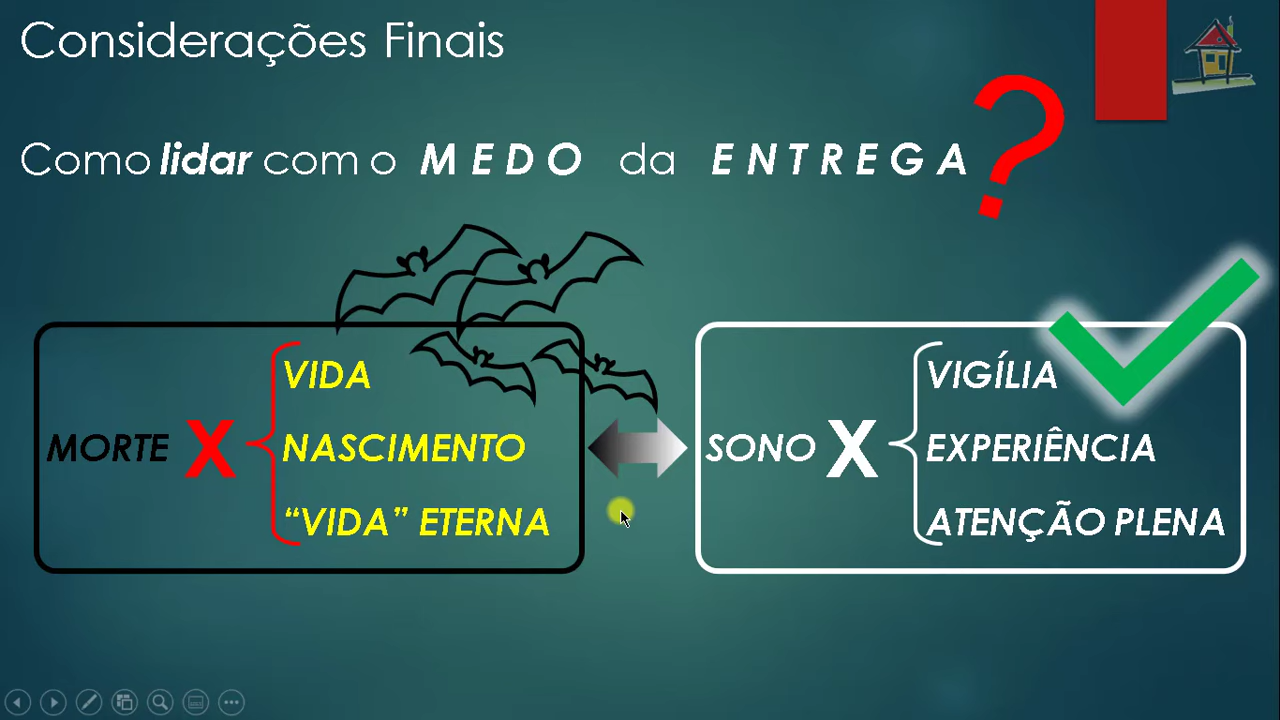 Considerações Finais
Como lidar com o MEDO da ENTREGA?
VIDA
MORTE X NASCIMENTO
“VIDA” ETERNA
VIGÍLIA
SONO X EXPERIÊNCIA
ATENÇÃO PLENA